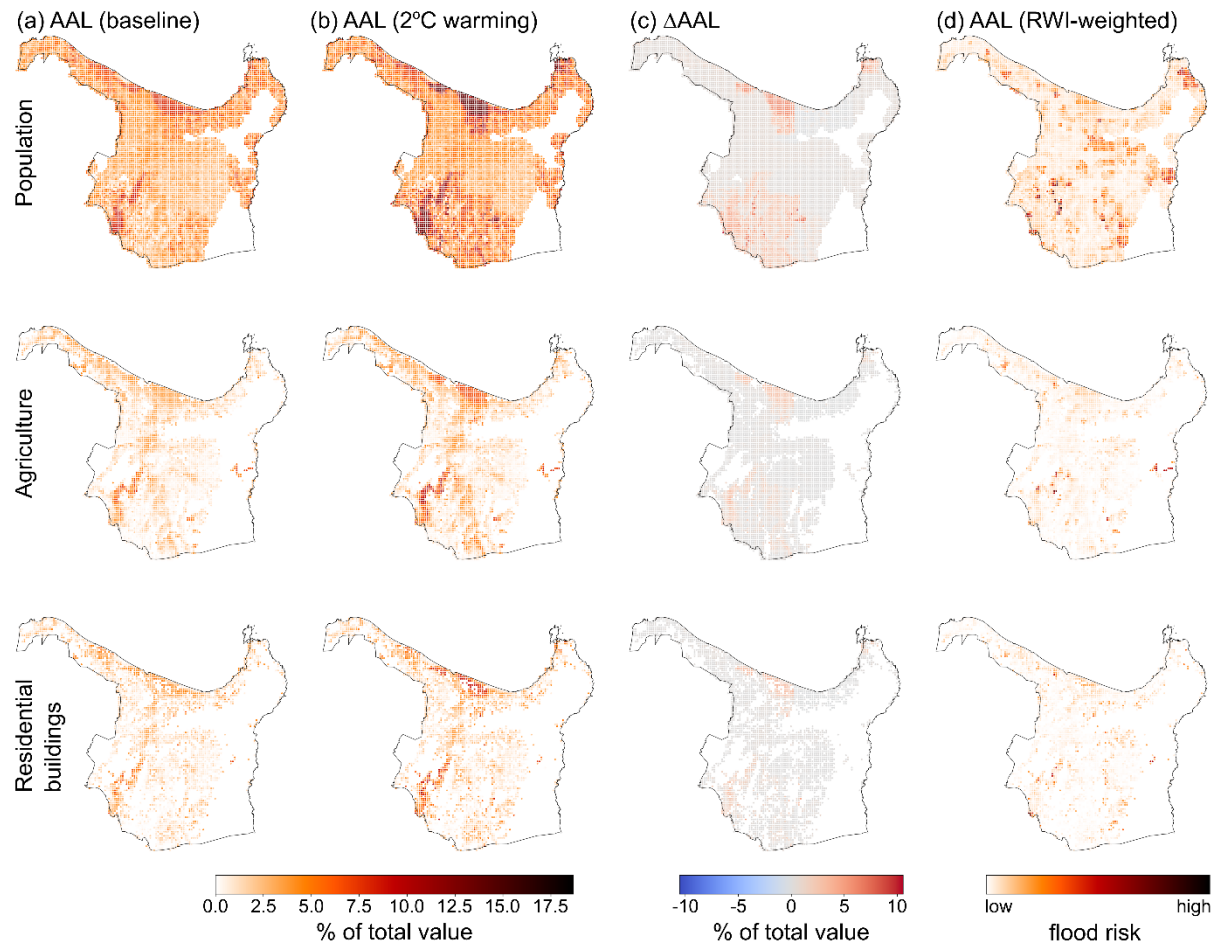 (a) AAL (baseline)
(b) AAL (2ºC warming)
(c) ΔAAL
(d) AAL (RWI-weighted)
Population
Agriculture
Residential
buildings
0.0 2.5 5.0 7.5 10.0 12.5 15.0 17.5
% of total value
-10 -5 0 5 10
% of total value
low high
flood risk